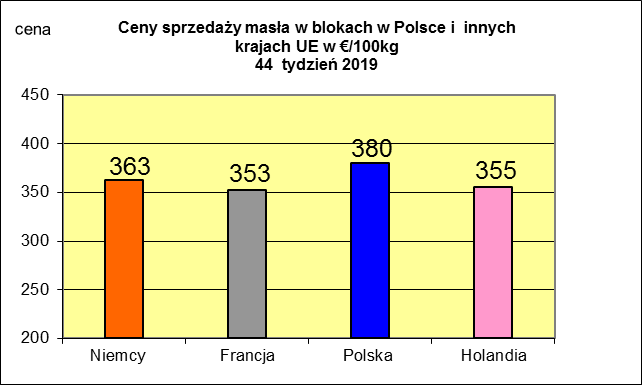 cena
Ceny sprzedaży masła w blokach w Polsce i  innych
krajach UE w €/100kg
44  tydzień 2019
450
400
350
300
250
200
363
353
380
355
Niemcy
Francja
Polska
Holandia